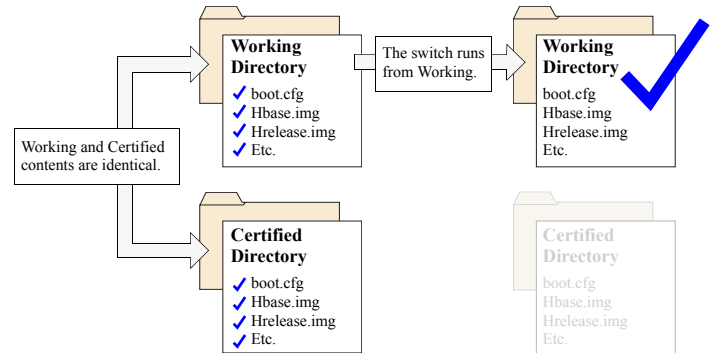 Working
Directory
boot.cfg
Hbase.img
Hrelease.img
Etc.
The switch runs
from Working.
Working
Directory
boot.cfg
Hbase.img
Hrelease.img
Etc.
Working and Certified
contents are identical.
Certified
Directory
boot.cfg
Hbase.img
Hrelease.img
Etc.
Certified
Directory
boot.cfg
Hbase.img
Hrelease.img
Etc.